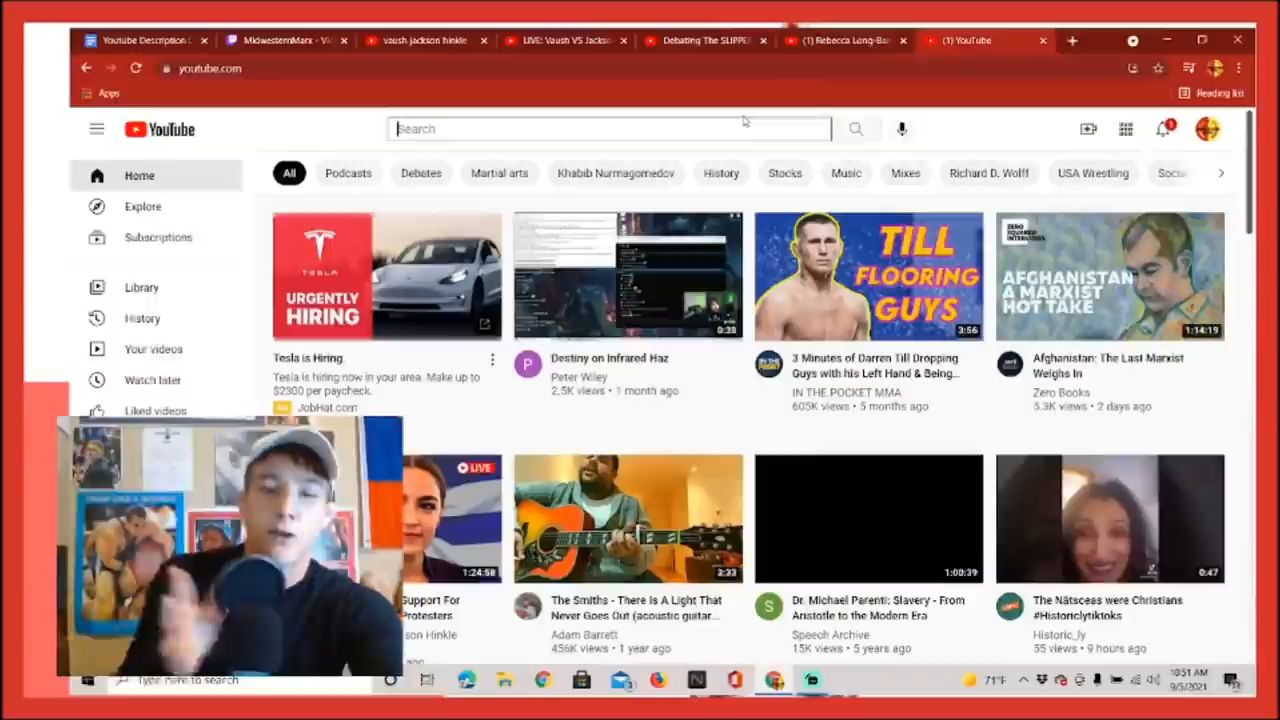 Youtube Description L
MidwesternMarx - Vi
vaush jackson hinkle
LIVE: Vaush VS Jackso
Debating The SLIPPE
(1) Rebecca Long-Ba
(1) YouTube
youtube.com
Apps
Reading list
YouTube
Search
1
Home
Explore
Subscriptions
Library
History
Your videos
Watch later
Liked videos
All
Podcasts
Debates
Martial arts
Khabib Nurmagomedov
History
Stocks
Music
Mixes
Richard D. Wolff
USA Wrestling
Socia
TESLA
URGENTLY
HIRING
Tesla is Hiring
Tesla is hiring now in your area. Make up to
$2300 per paycheck.
Ad
JobHat.com
0:38
P
Destiny on Infrared Haz
Peter Wiley
2.5K views • 1 month ago
TILL
FLOORING
GUYS
3:56
3 Minutes of Darren Till Dropping
Guys with his Left Hand & Being...
IN THE POCKET MMA
605K views • 5 months ago
AFGHANISTAN
A MARXIST
HOT TAKE
1:14:19
Afghanistan: The Last Marxist
Weighs In
Zero Books
5.3K views • 2 days ago
LIVE
1:24:58
Support For
Protesters
son Hinkle
ago
3:33
The Smiths - There Is A Light That
Never Goes Out (acoustic guitar...
Adam Barrett
456K views • 1 year ago
1:00:39
S
Dr. Michael Parenti: Slavery - From
Aristotle to the Modern Era
Speech Archive
15K views • 5 years ago
0:47
The Nätsceas were Christians
#Historiclytiktoks
Historic_ly
55 views • 9 hours ago
Type here to search
71°F
10:51 AM
9/5/2021